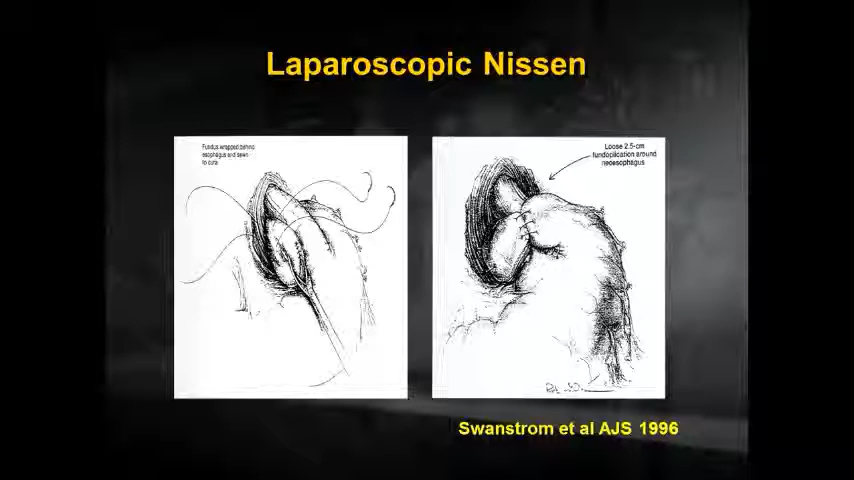 Laparoscopic Nissen
Fundus wrapped behind
esophagus and sewn
to crura
Loose 2.5-cm
fundoplication around
neoesophagus
Swanstrom et al AJS 1996